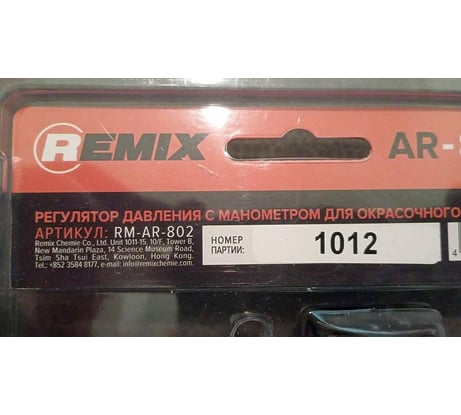 REMIX
AR-
РЕГУЛЯТОР ДАВЛЕНИЯ С МАНОМЕТРОМ ДЛЯ ОКРАСОЧНОГО
АРТИКУЛ: RM-AR-802
Remix Chemie Co., Ltd. Unit 1011-15, 10/F, Tower B,
New Mandarin Plaza, 14 Science Museum Road,
Tsim Sha Tsui East, Kowloon, Hong Kong.
Tel.: +852 3584 8177, e-mail: info@remixchemie.com
НОМЕР
ПАРТИИ:
1012